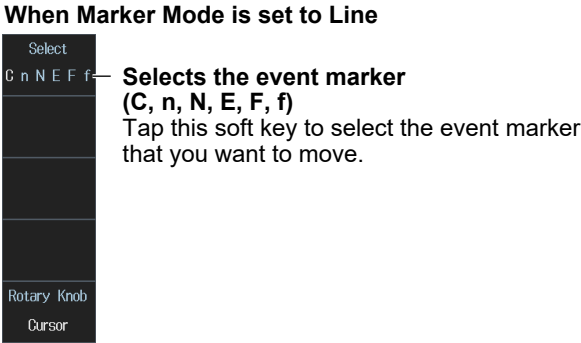 When Marker Mode is set to Line
Select
C n N E F f
Selects the event marker
(C, n, N, E, F, f)
Tap this soft key to select the event marker
that you want to move.
Rotary Knob
Cursor